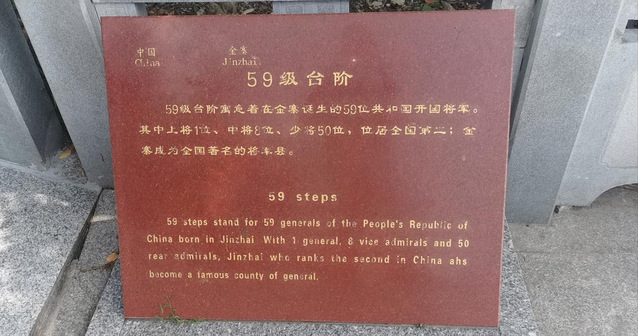 中国 金寨
China Jinzhai
59级台阶
59级台阶寓意着在金寨诞生的59位共和国开国将军。
其中上将1位、中将8位、少将50位，位居全国第二；金
寨成为全国著名的将军县。
59 steps
59 steps stand for 59 generals of the People's Republic of
China born in Jinzhai. With 1 general, 8 vice admirals and 50
rear admirals, Jinzhai who ranks the second in China ahs
become a famous county of general.